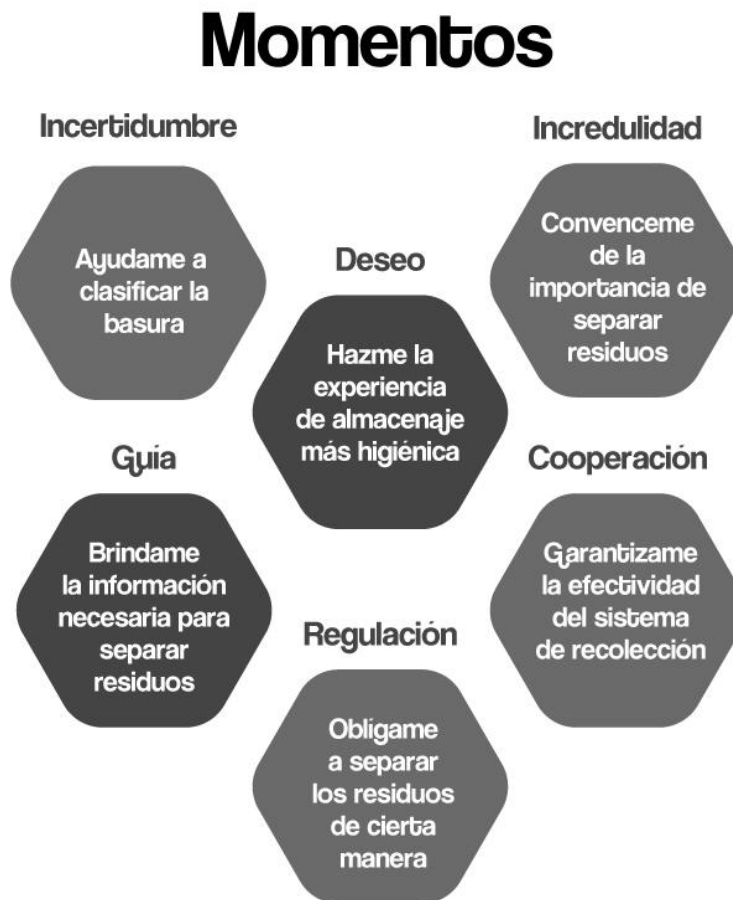 Momentos
Incertidumbre
Ayudame a
clasificar la
basura
Incredulidad
Convenceme
de la
importancia de
separar
residuos
Deseo
Hazme la
experiencia
de almacenaje
más higiénica
Guía
Brindame
la información
necesaria para
separar
residuos
Cooperación
Garantizame
la efectividad
del sistema
de recolección
Regulación
Oblígame
a separar
los residuos
de cierta
manera